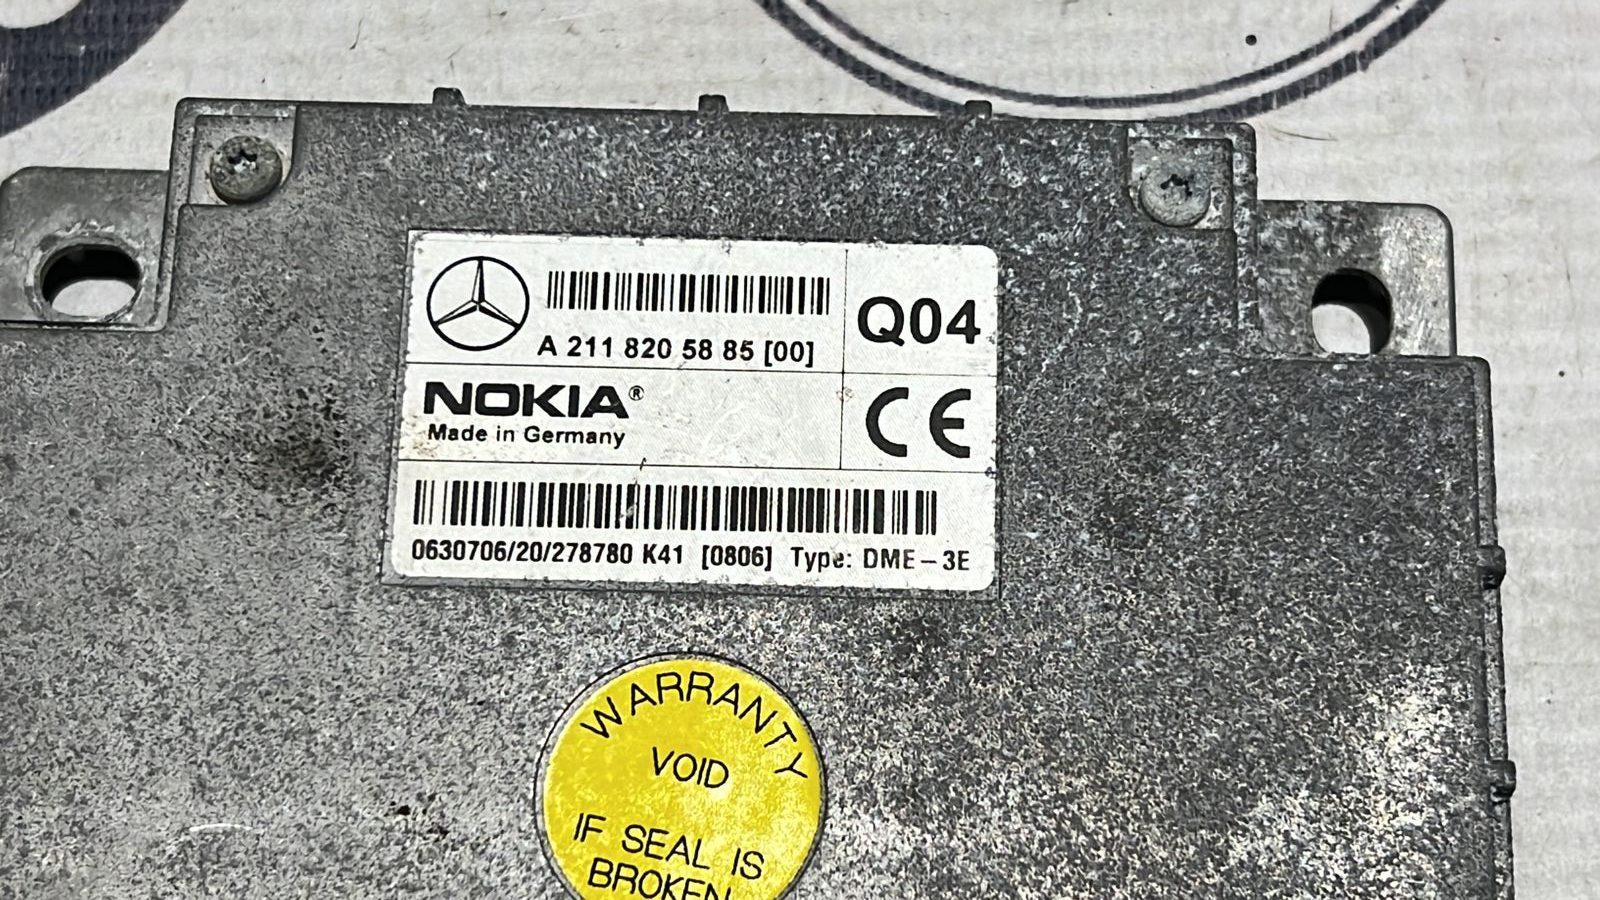 A 211 820 58 85 [00]
Q04
NOKIA®
Made in Germany
CE
0630706/20/278780 K41 [0806] Type: DME-3E
WARRANTY
VOID
IF SEAL IS
BROKEN